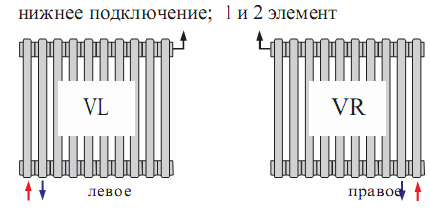 нижнее подключение; 1 и 2 элемент
VL
VR
левое
правое